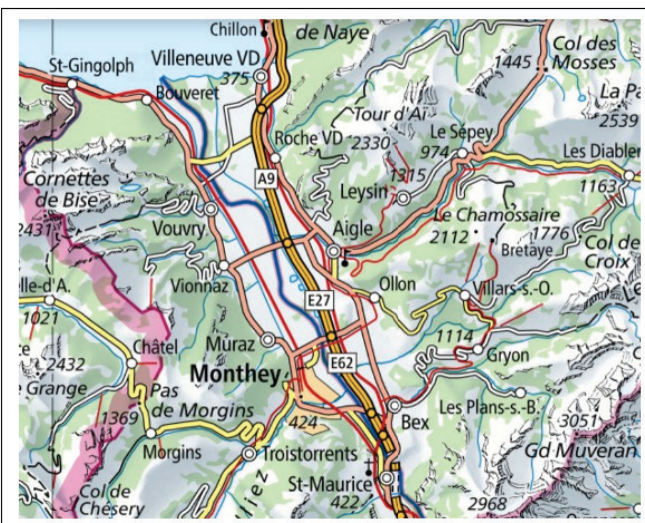 Chillon
de Naye
Villeneuve VD
375
St-Gingolph
Bouveret
Col des
Mosses
1445
La Pa
2539
Tour d'Aï
2330
Roche VD
Le Sépey
974
Les Diabler
1163
1315
Leysin
A9
Cornettes
de Bise
2431
Vouvry
Aigle
Le Chamossaire
2112
1776
Bretaye
Col de
Croix
Vionnaz
lle-d'A.
1021
E27
Ollon
Villars-s.-O.
Muraz
E62
1114
Gryon
Châtel
2432
Grange
Monthey
Pas
de Morgins
1369
424
Bex
Les Plans-s.-B.
3051
Gd Muveran
Morgins
Troistorrents
St-Maurice
422
Col de
Chésery
lliez
2968